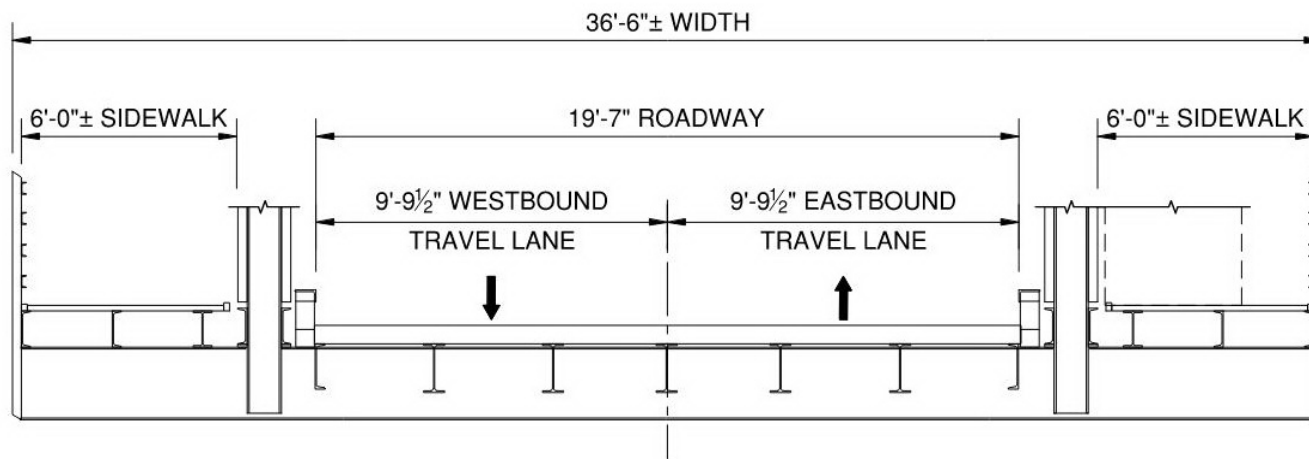 36'-6"± WIDTH
6'-0"± SIDEWALK
19'-7" ROADWAY
6'-0"± SIDEWALK
9'-9½" WESTBOUND
TRAVEL LANE
9'-9½" EASTBOUND
TRAVEL LANE